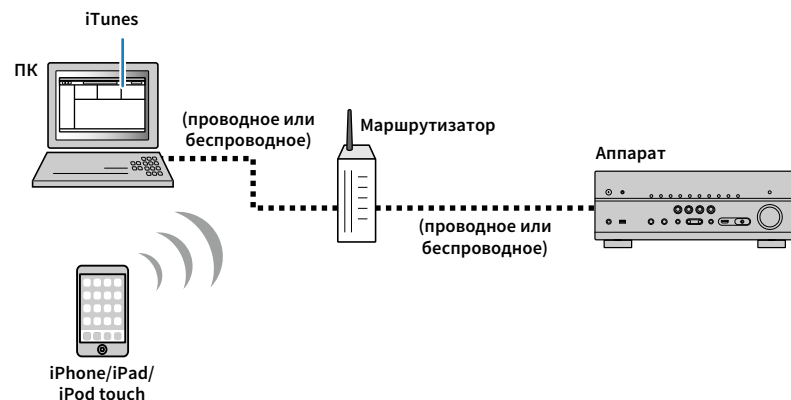 iTunes
ПК
(проводное или
беспроводное)
Маршрутизатор
Аппарат
(проводное или
беспроводное)
iPhone/iPad/
iPod touch